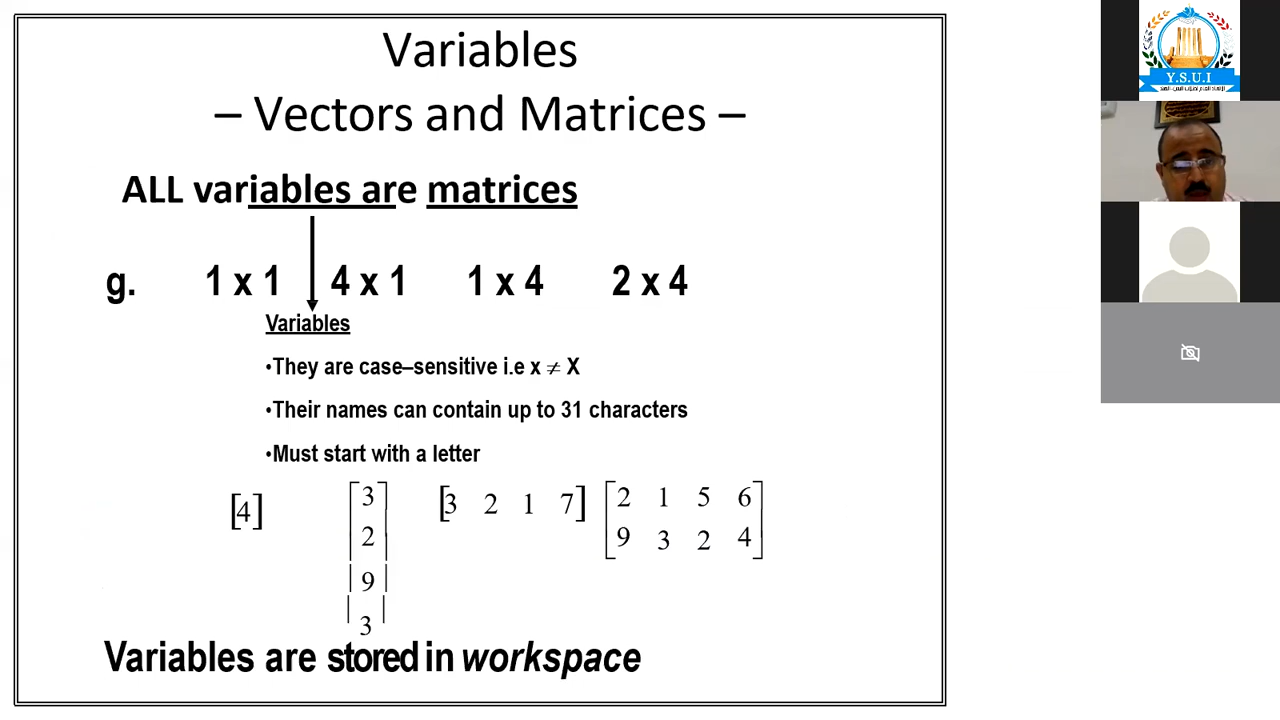 Variables
– Vectors and Matrices –
ALL variables are matrices
g. 1 x 1 4 x 1 1 x 4 2 x 4
Variables
•They are case–sensitive i.e x ≠ X
•Their names can contain up to 31 characters
•Must start with a letter
[4]
3
2
9
3
[3 2 1 7]
2 1 5 6
9 3 2 4
Variables are stored in workspace
Y.S.U.I